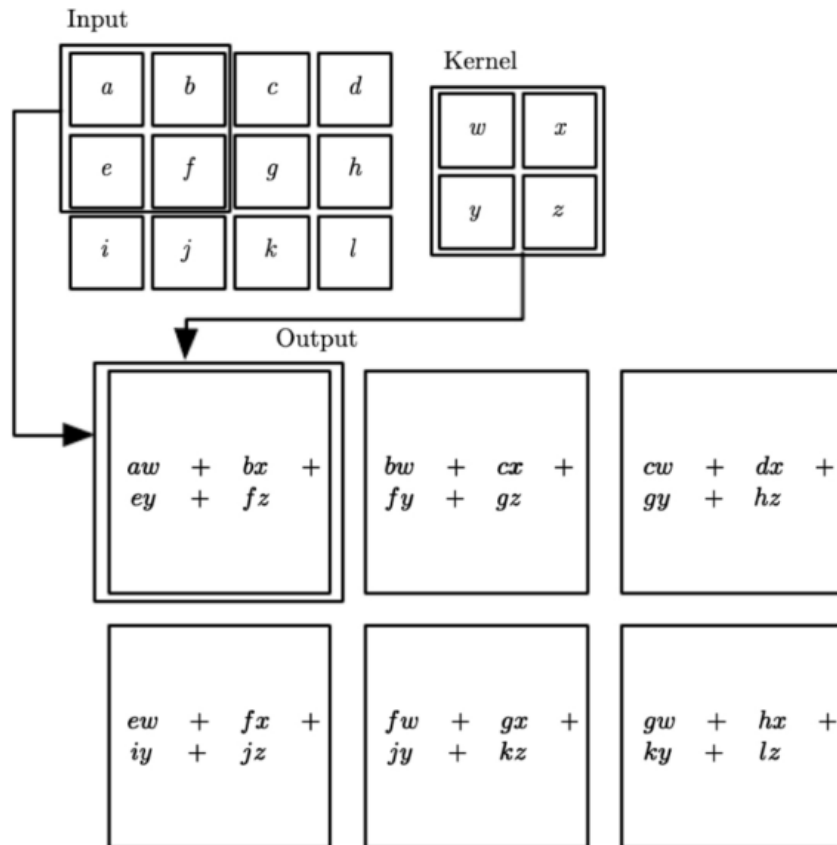 Input
Kernel
a b c d
w x
e f g h
y z
i j k l
Output
aw + bx +
ey + fz
bw + cx +
fy + gz
cw + dx +
gy + hz
ew + fx +
iy + jz
fw + gx +
jy + kz
gw + hx +
ky + lz